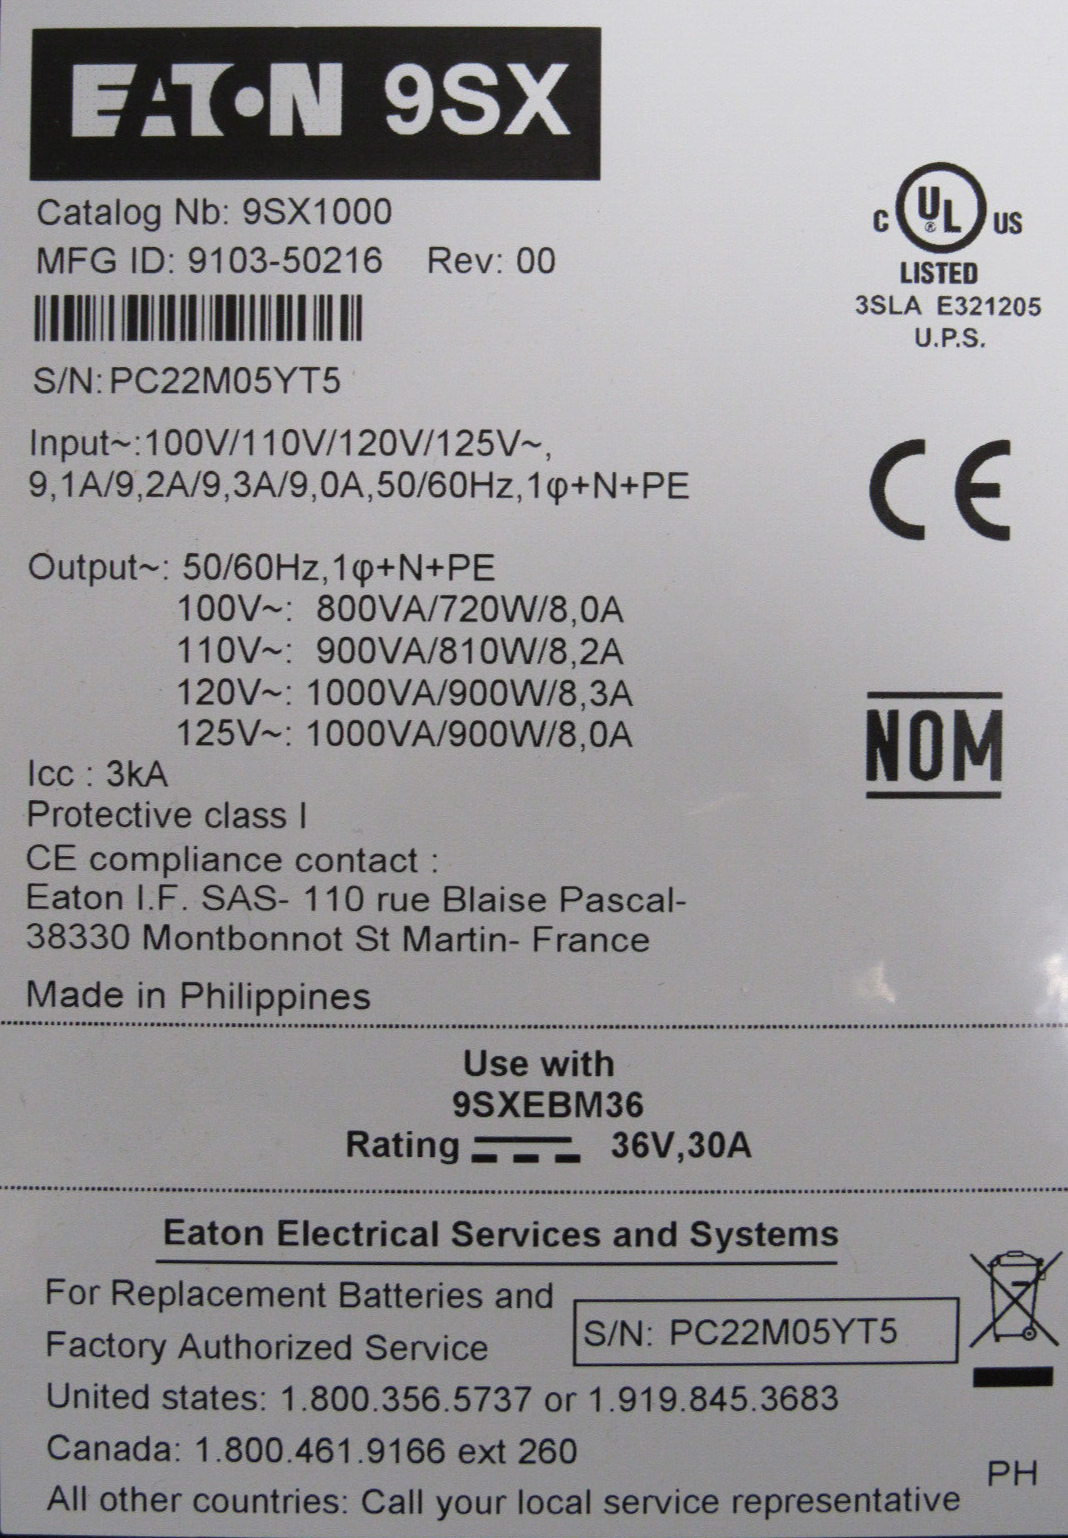 EATON 9SX
Catalog Nb: 9SX1000
MFG ID: 9103-50216 Rev: 00
S/N: PC22M05YT5
C UL ® US
LISTED
3SLA E321205
U.P.S.
Input~:100V/110V/120V/125V~,
9,1A/9,2A/9,3A/9,0A,50/60Hz,1φ+N+PE
CE
Output~: 50/60Hz,1φ+N+PE
100V~: 800VA/720W/8,0A
110V~: 900VA/810W/8,2A
120V~: 1000VA/900W/8,3A
125V~: 1000VA/900W/8,0A
NOM
Icc : 3kA
Protective class I
CE compliance contact :
Eaton I.F. SAS- 110 rue Blaise Pascal-
38330 Montbonnot St Martin- France
Made in Philippines
Use with
9SXEBM36
Rating 36V,30A
Eaton Electrical Services and Systems
For Replacement Batteries and
Factory Authorized Service
S/N: PC22M05YT5
United states: 1.800.356.5737 or 1.919.845.3683
Canada: 1.800.461.9166 ext 260
All other countries: Call your local service representative
PH